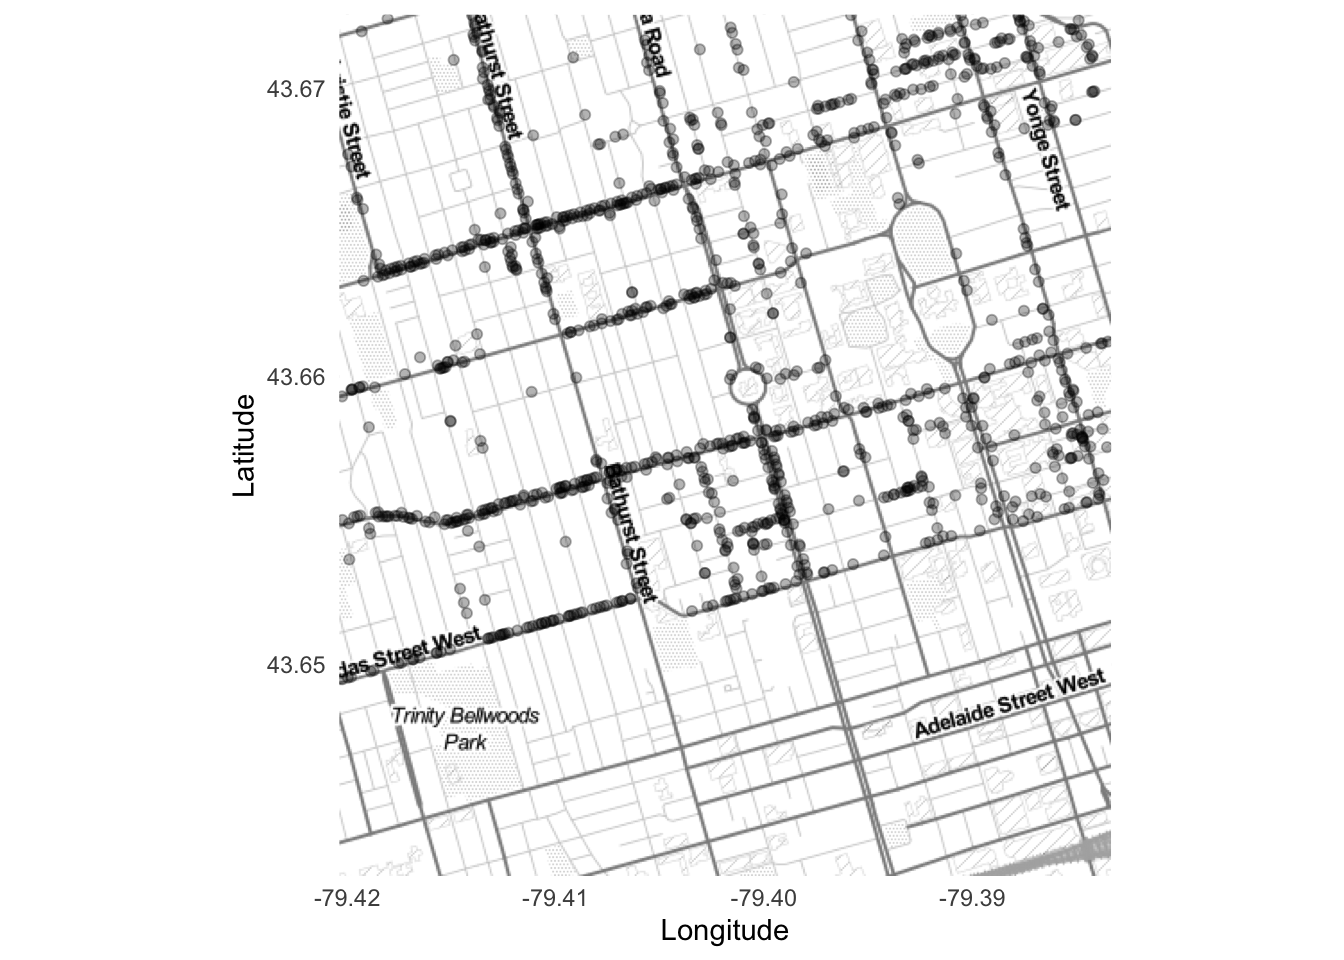 athurst Street
a Road
43.67
istie Street
Yonge Street
43.66
Latitude
Bathurst Street
das Street West
43.65
Adelaide Street West
Trinity Bellwoods
Park
-79.42
-79.41
-79.40
-79.39
Longitude